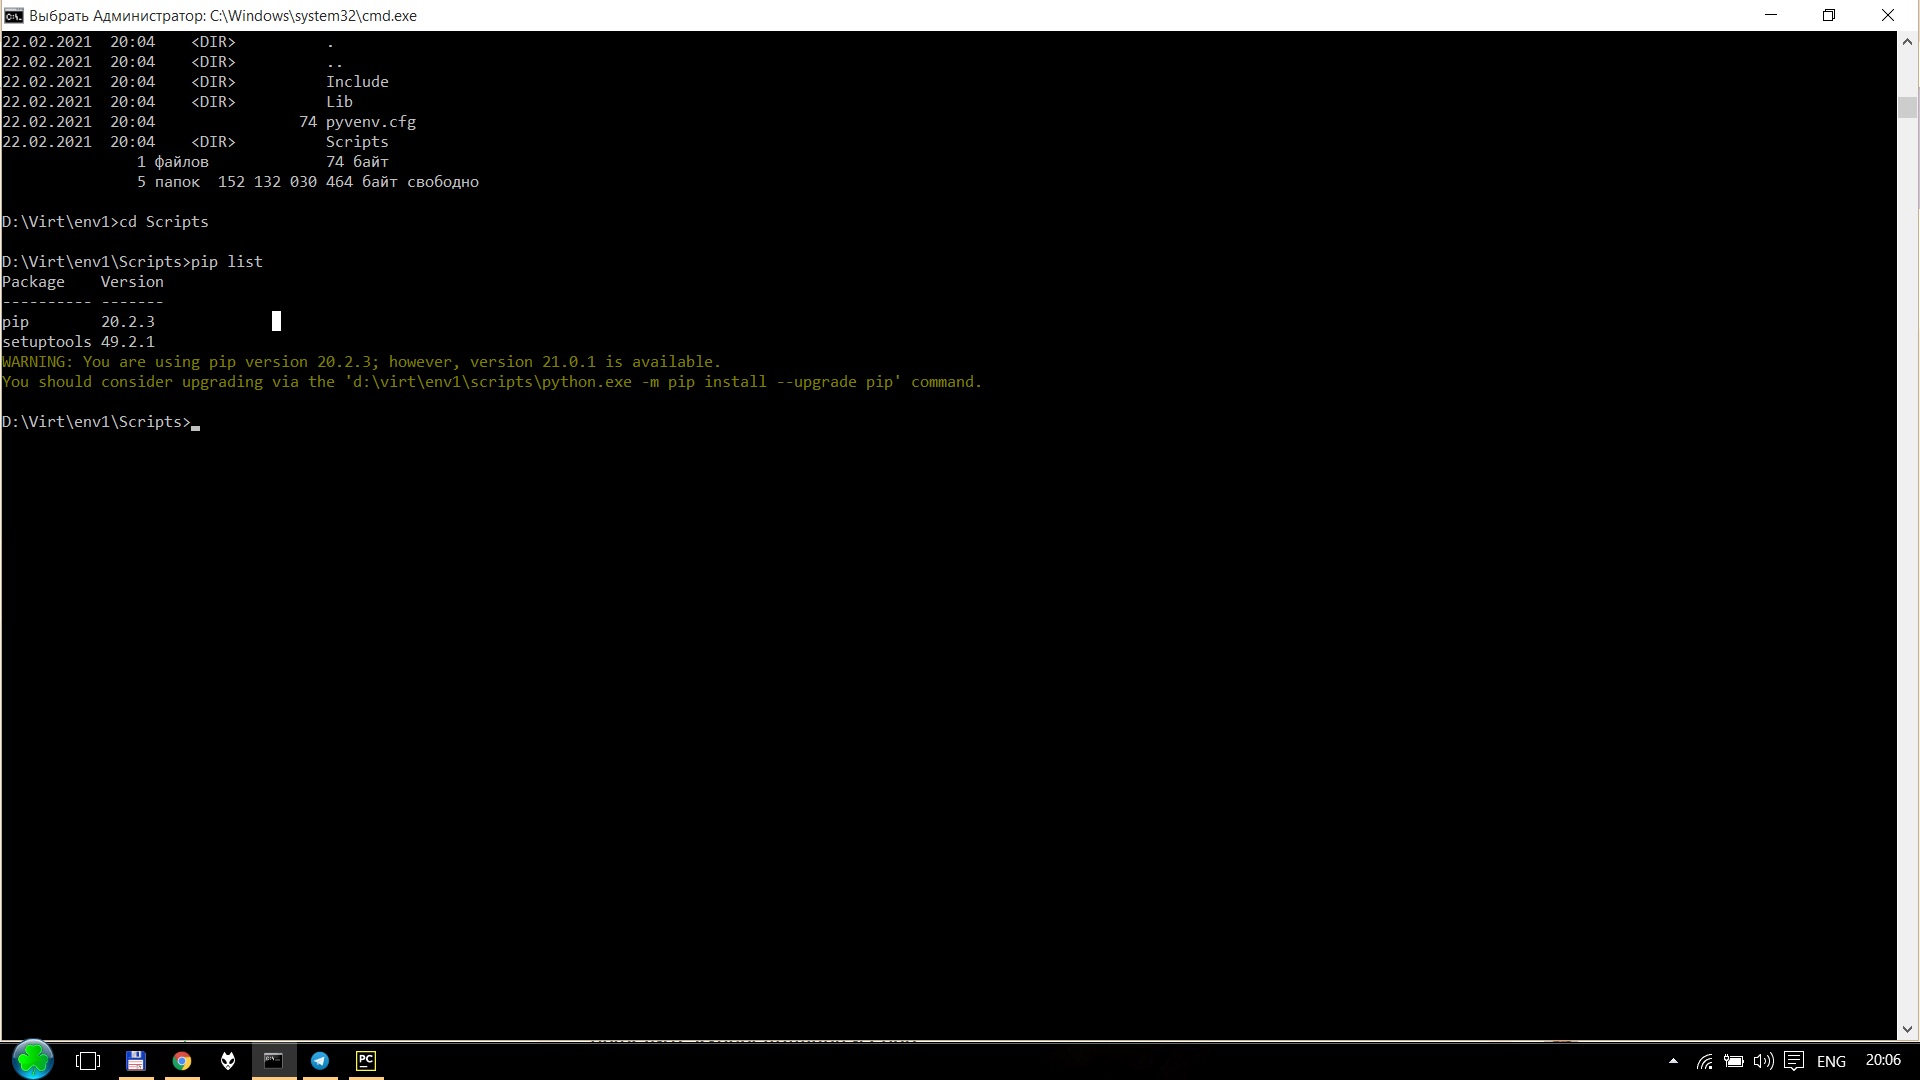 Выбрать Администратор: C:\Windows\system32\cmd.exe
22.02.2021  20:04    <DIR>          .
22.02.2021  20:04    <DIR>          ..
22.02.2021  20:04    <DIR>          Include
22.02.2021  20:04    <DIR>          Lib
22.02.2021  20:04                74 pyvenv.cfg
22.02.2021  20:04    <DIR>          Scripts
               1 файлов             74 байт
               5 папок  152 132 030 464 байт свободно
D:\Virt\env1>cd Scripts
D:\Virt\env1\Scripts>pip list
Package    Version
---------- -------
pip        20.2.3
setuptools 49.2.1
WARNING: You are using pip version 20.2.3; however, version 21.0.1 is available.
You should consider upgrading via the 'd:\virt\env1\scripts\python.exe -m pip install --upgrade pip' command.
D:\Virt\env1\Scripts>
PC
ENG
20:06